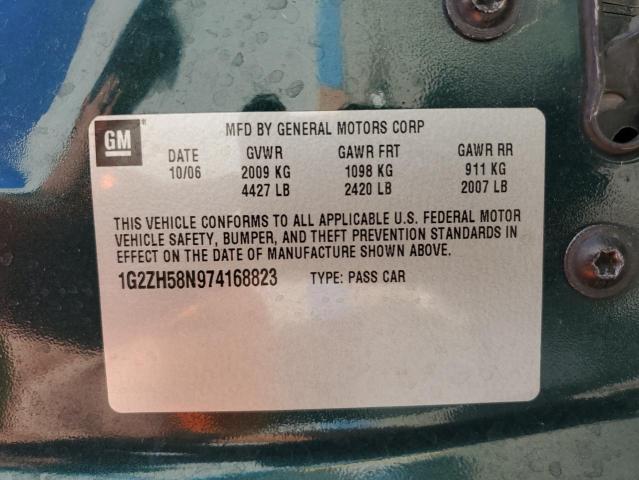 GM ® MFD BY GENERAL MOTORS CORP
DATE GVWR GAWR FRT GAWR RR
10/06 2009 KG 1098 KG 911 KG
4427 LB 2420 LB 2007 LB
THIS VEHICLE CONFORMS TO ALL APPLICABLE U.S. FEDERAL MOTOR
VEHICLE SAFETY, BUMPER, AND THEFT PREVENTION STANDARDS IN
EFFECT ON THE DATE OF MANUFACTURE SHOWN ABOVE.
1G2ZH58N974168823 TYPE: PASS CAR